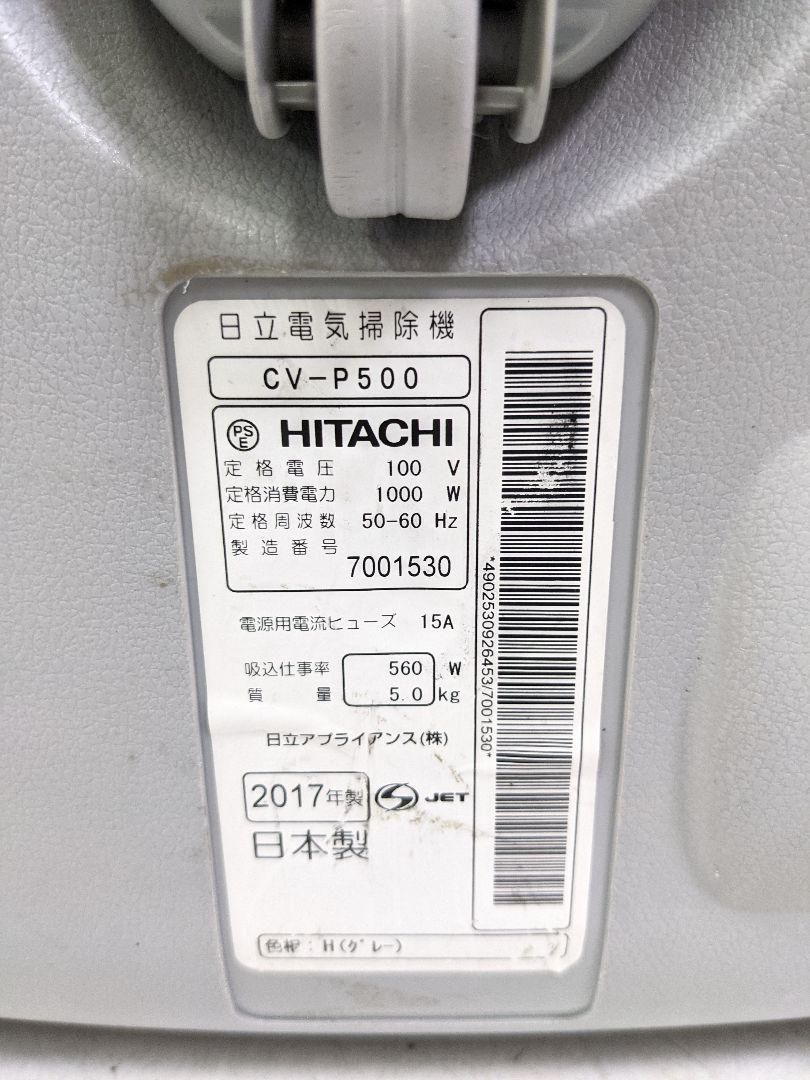 日立電気掃除機
CV-P500
PSE HITACHI
定格電圧 100 V
定格消費電力 1000 W
定格周波数 50-60 Hz
製造番号 7001530
電源用電流ヒューズ 15A
吸込仕事率 560 W
質量 5.0 kg
日立アプライアンス(株)
2017年製 JET
日本製
色柄: H(グレー)
*4902530926453/7001530*